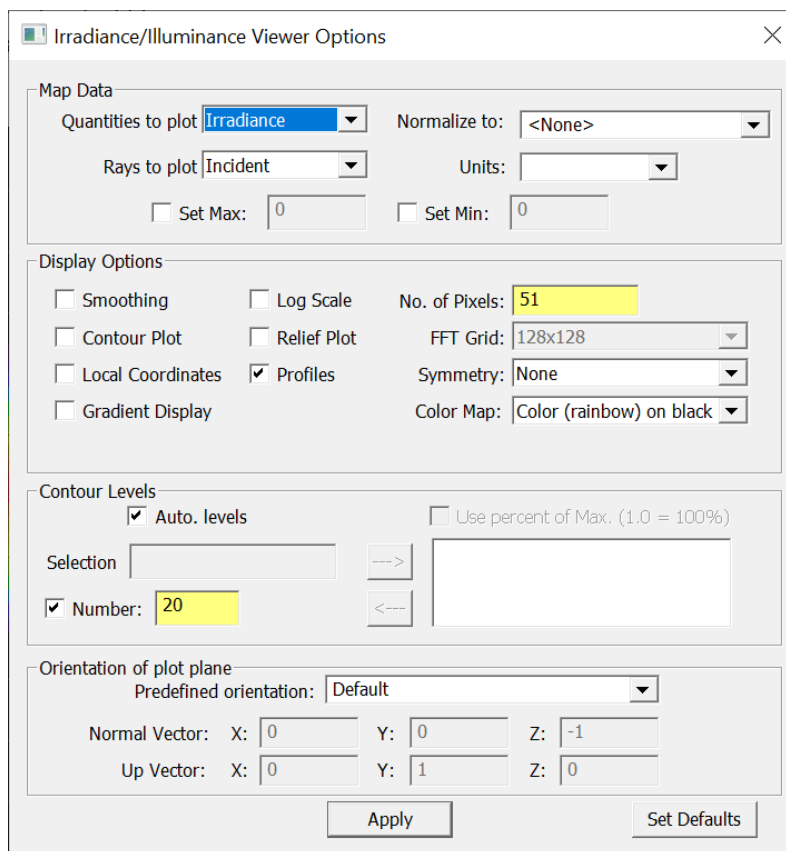 Irradiance/Illuminance Viewer Options
Map Data
Quantities to plot Irradiance Normalize to: <None>
Rays to plot Incident Units:
Set Max: 0 Set Min: 0
Display Options
Smoothing Log Scale No. of Pixels: 51
Contour Plot Relief Plot FFT Grid: 128x128
Local Coordinates Profiles Symmetry: None
Gradient Display Color Map: Color (rainbow) on black
Contour Levels
Auto. levels Use percent of Max. (1.0 = 100%)
Selection --->
Number: 20 <---
Orientation of plot plane
Predefined orientation: Default
Normal Vector: X: 0 Y: 0 Z: -1
Up Vector: X: 0 Y: 1 Z: 0
Apply Set Defaults